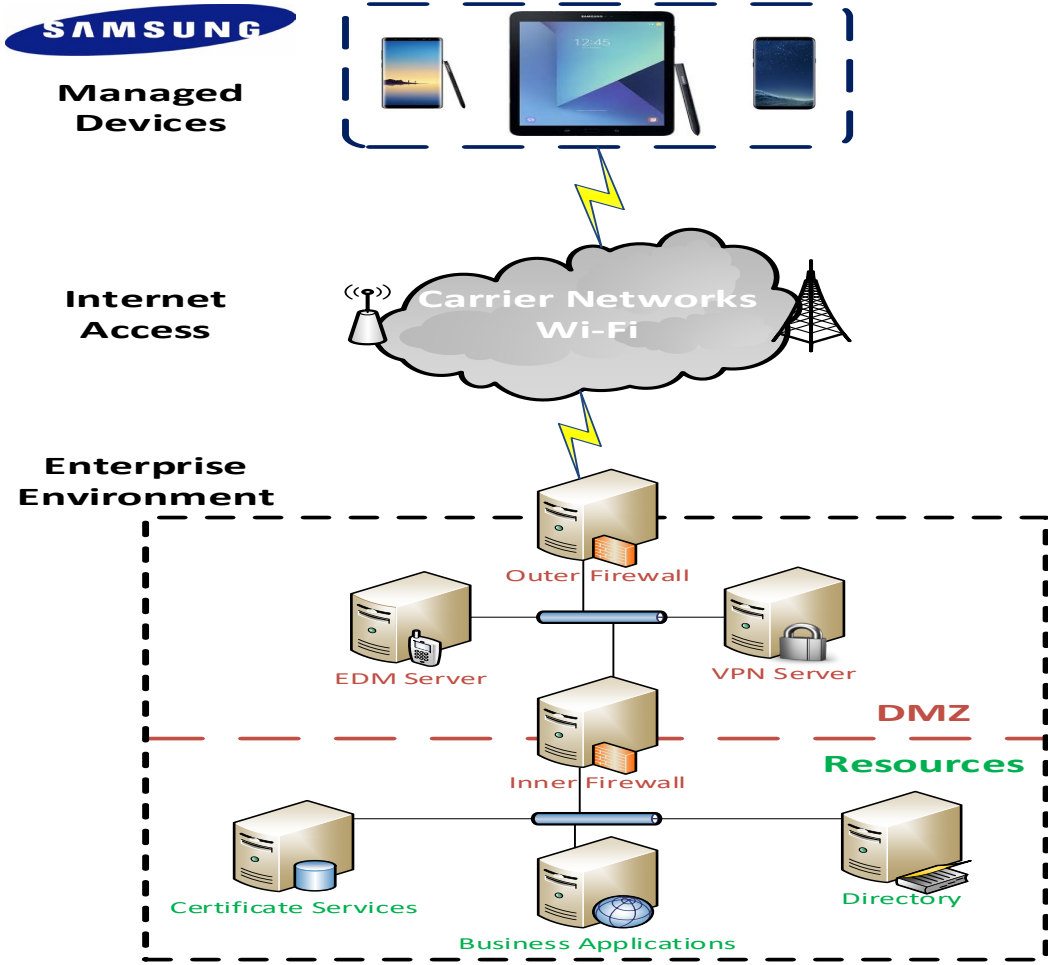 SAMSUNG
Managed
Devices
SAMSUNG
12:45
Internet
Access
Carrier Networks
Wi-Fi
Enterprise
Environment
Outer Firewall
EDM Server
VPN Server
DMZ
Inner Firewall
Resources
Certificate Services
Directory
Business Applications